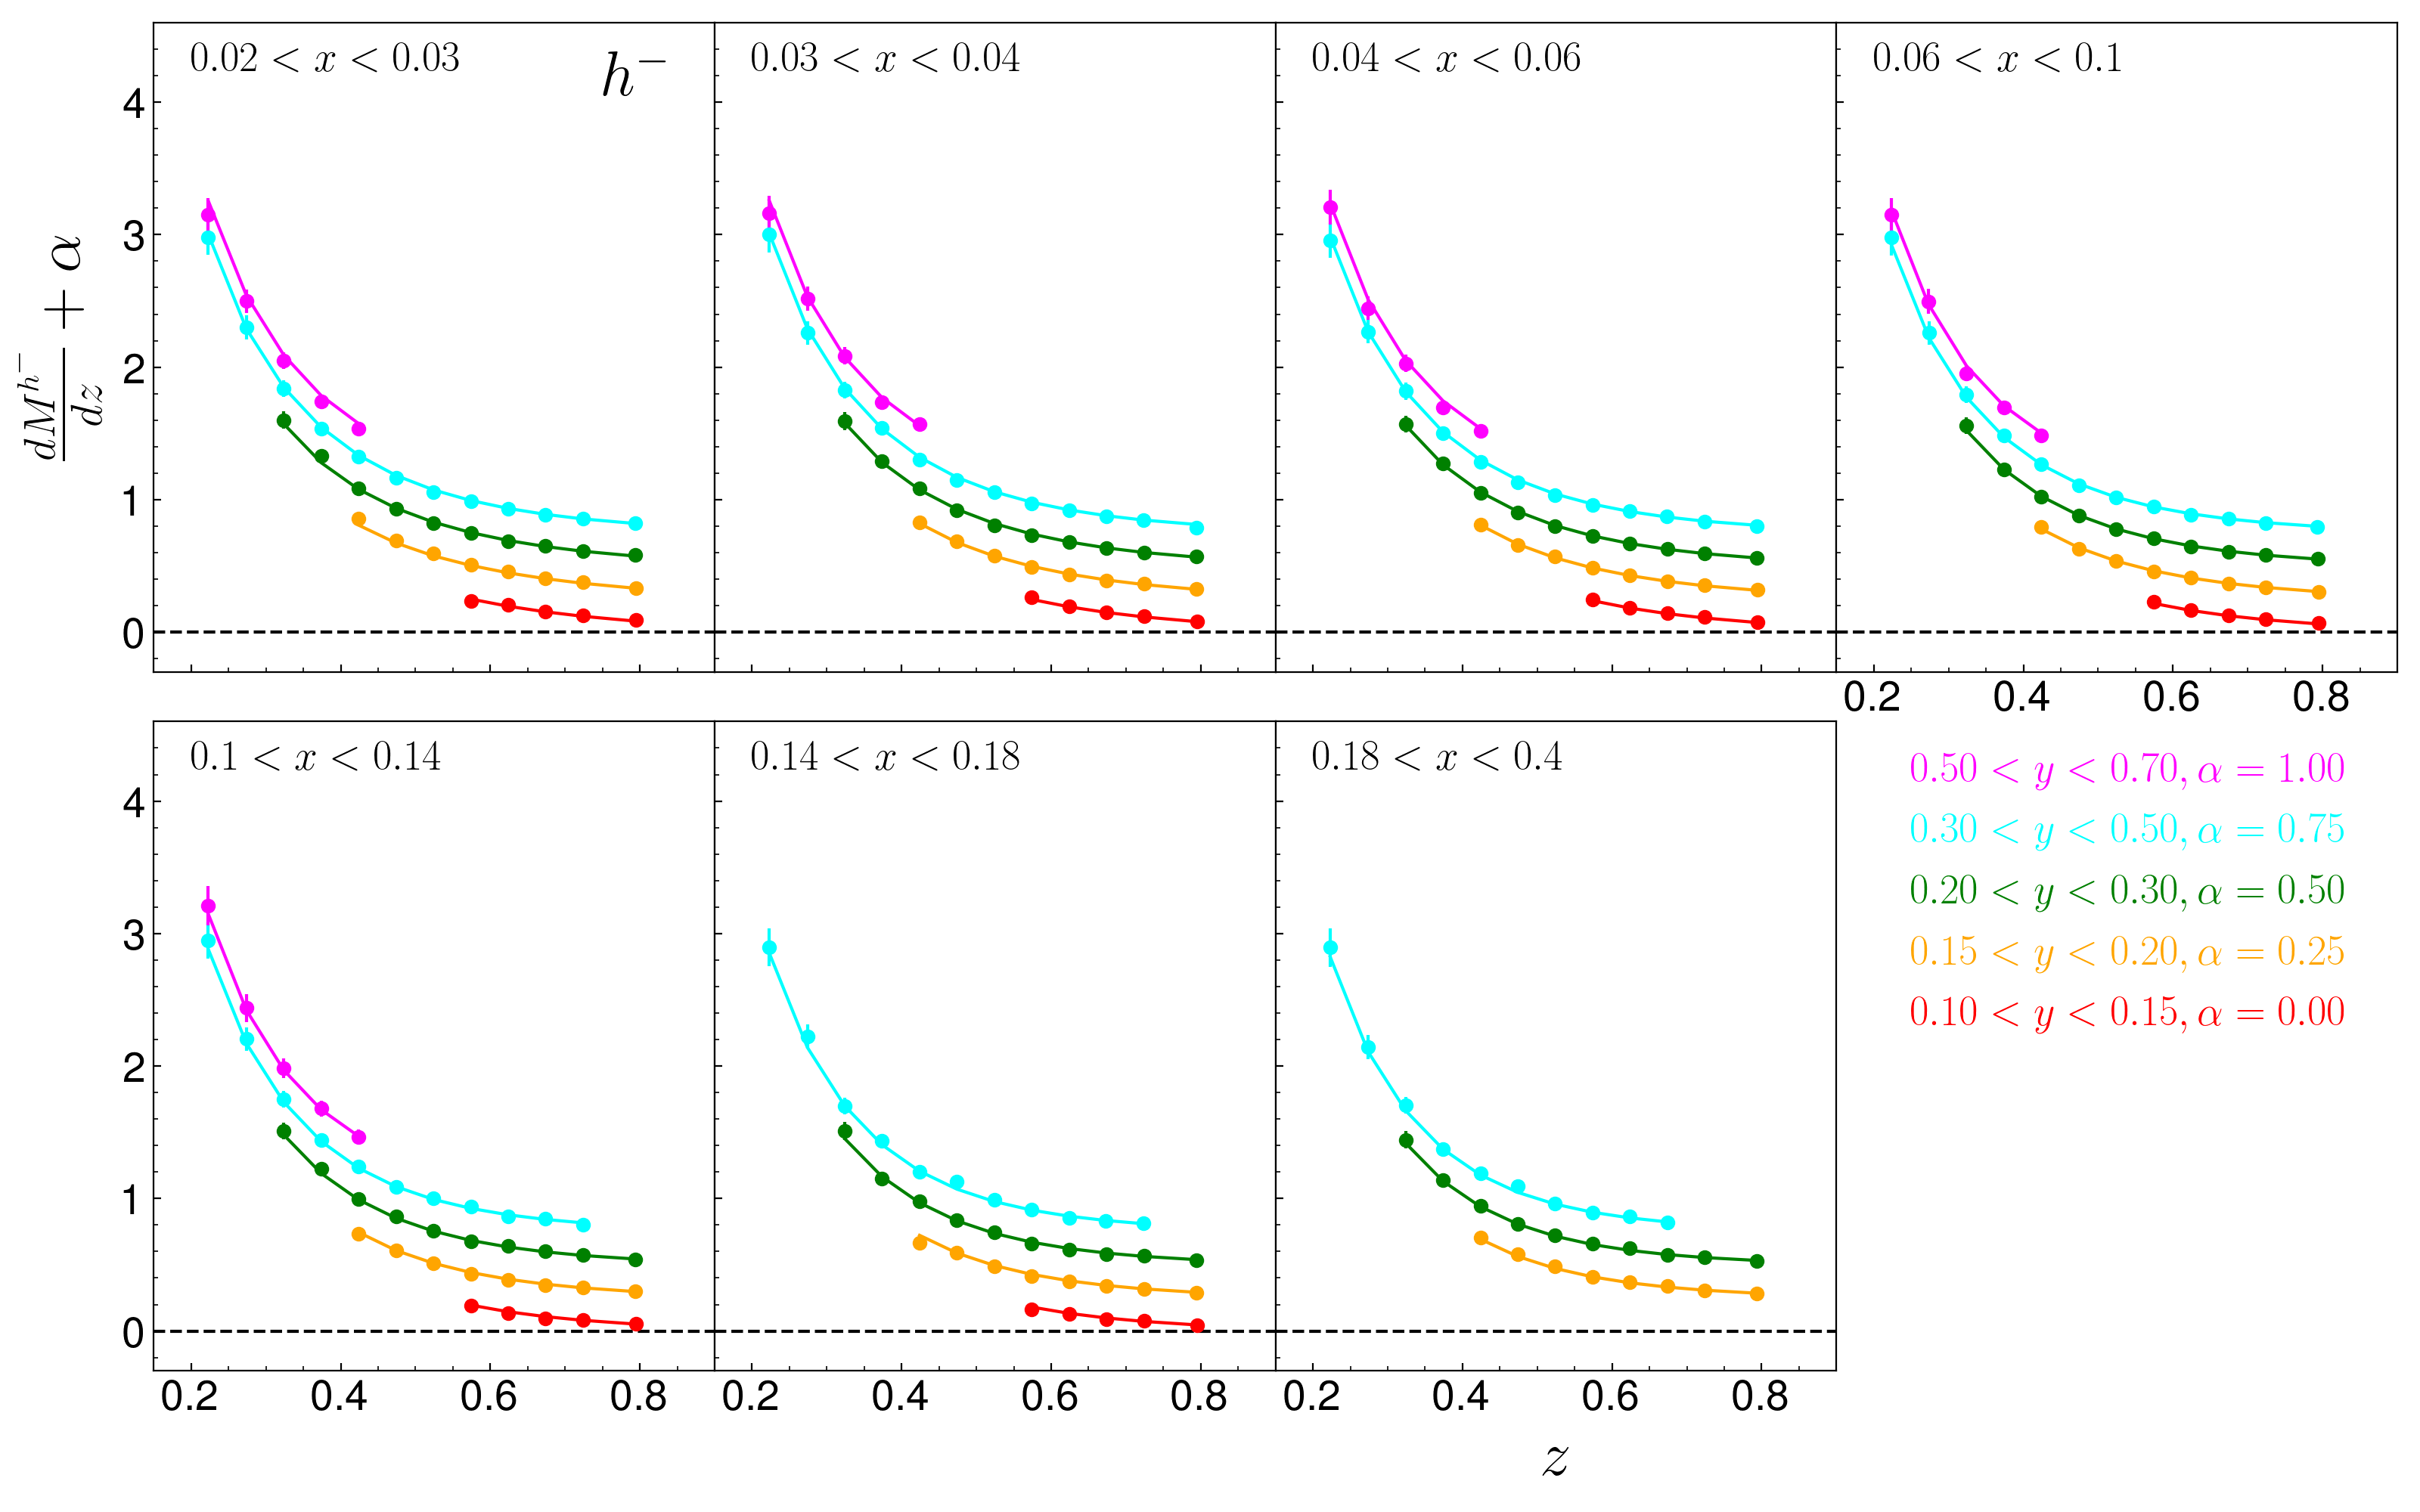 0.02 < x < 0.03
h⁻
0.03 < x < 0.04
0.04 < x < 0.06
0.06 < x < 0.1
dM^{h⁻}/dz + α
4
3
2
1
0
0.2 0.4 0.6 0.8
0.1 < x < 0.14
0.14 < x < 0.18
0.18 < x < 0.4
0.50 < y < 0.70, α = 1.00
0.30 < y < 0.50, α = 0.75
0.20 < y < 0.30, α = 0.50
0.15 < y < 0.20, α = 0.25
0.10 < y < 0.15, α = 0.00
4
3
2
1
0
0.2 0.4 0.6 0.8 0.2 0.4 0.6 0.8 0.2 0.4 0.6 0.8
z